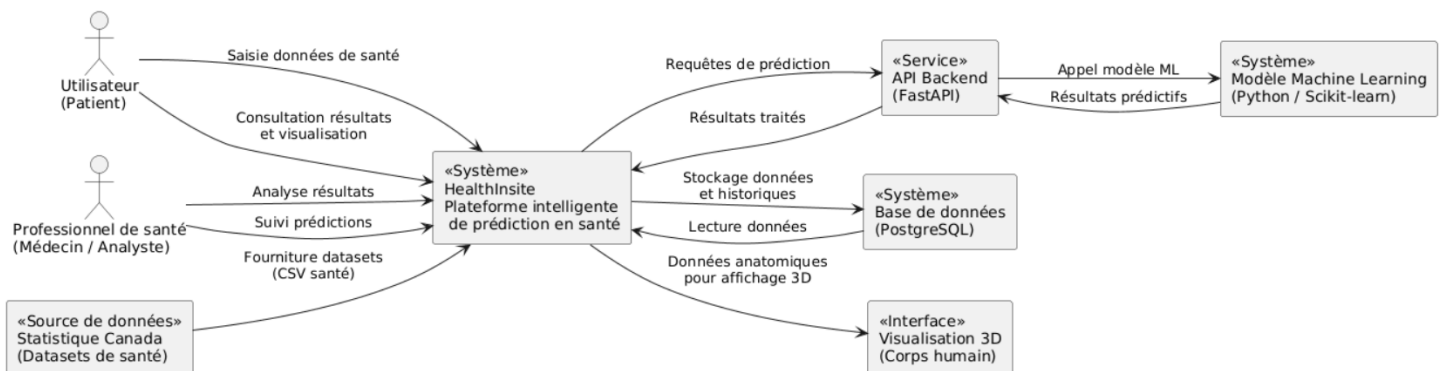 Utilisateur
(Patient)
Saisie données de santé
Consultation résultats
et visualisation
Professionnel de santé
(Médecin / Analyste)
Analyse résultats
Suivi prédictions
Fourniture datasets
(CSV santé)
«Source de données»
Statistique Canada
(Datasets de santé)
«Système»
HealthInsite
Plateforme intelligente
de prédiction en santé
Requêtes de prédiction
Résultats traités
Stockage données
et historiques
Lecture données
Données anatomiques
pour affichage 3D
«Service»
API Backend
(FastAPI)
Appel modèle ML
Résultats prédictifs
«Système»
Modèle Machine Learning
(Python / Scikit-learn)
«Système»
Base de données
(PostgreSQL)
«Interface»
Visualisation 3D
(Corps humain)